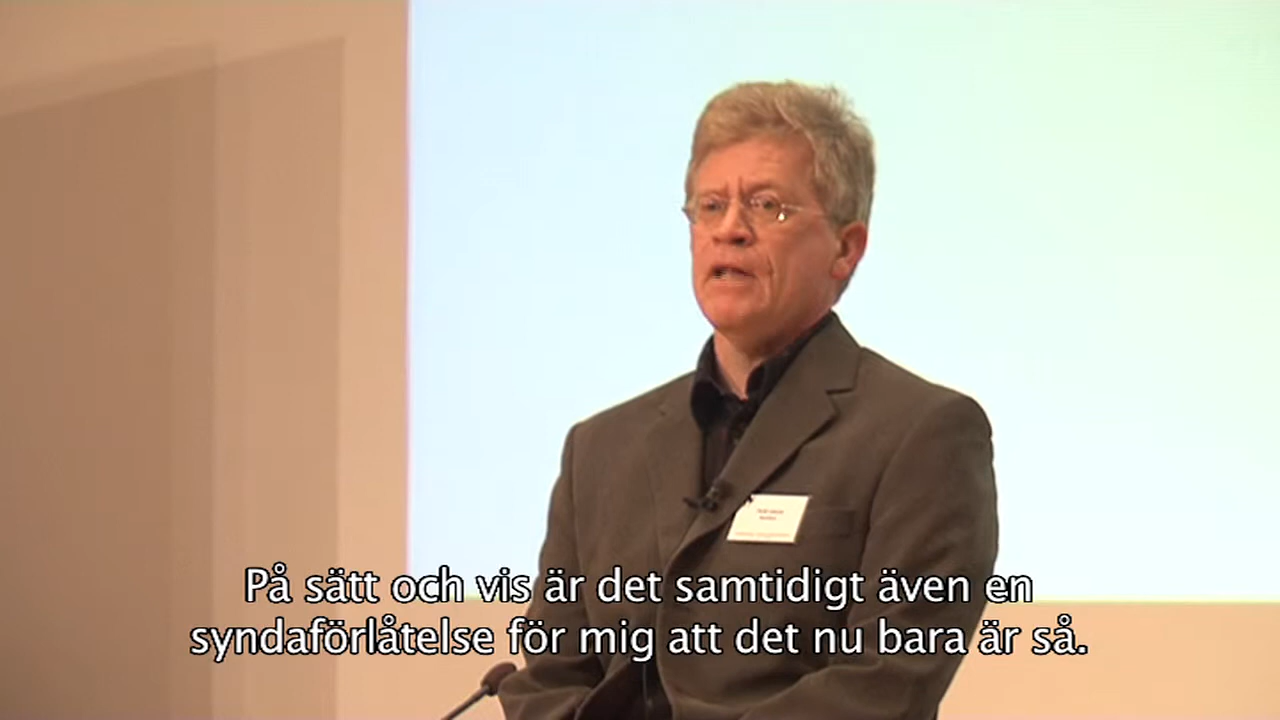 På sätt och vis är det samtidigt även en
syndaförlåtelse för mig att det nu bara är så.